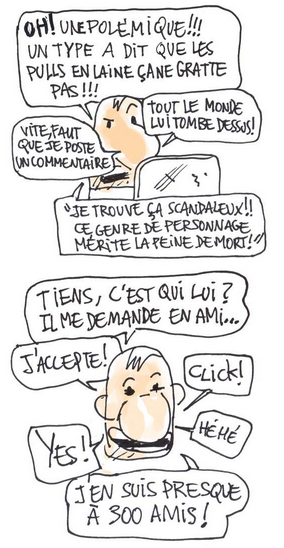 OH! UNE POLÉMIQUE!!!
UN TYPE A DIT QUE LES
PULLS EN LAINE ÇA NE GRATTE
PAS!!!
TOUT LE MONDE
LUI TOMBE DESSUS!
VITE, FAUT
QUE JE POSTE
UN COMMENTAIRE
"JE TROUVE ÇA SCANDALEUX!!
CE GENRE DE PERSONNAGE
MÉRITE LA PEINE DE MORT!"
TIENS, C'EST QUI LUI?
IL ME DEMANDE EN AMI...
J'ACCEPTE!
CLICK!
HÉHÉ
YES!
J'EN SUIS PRESQUE
À 300 AMIS!